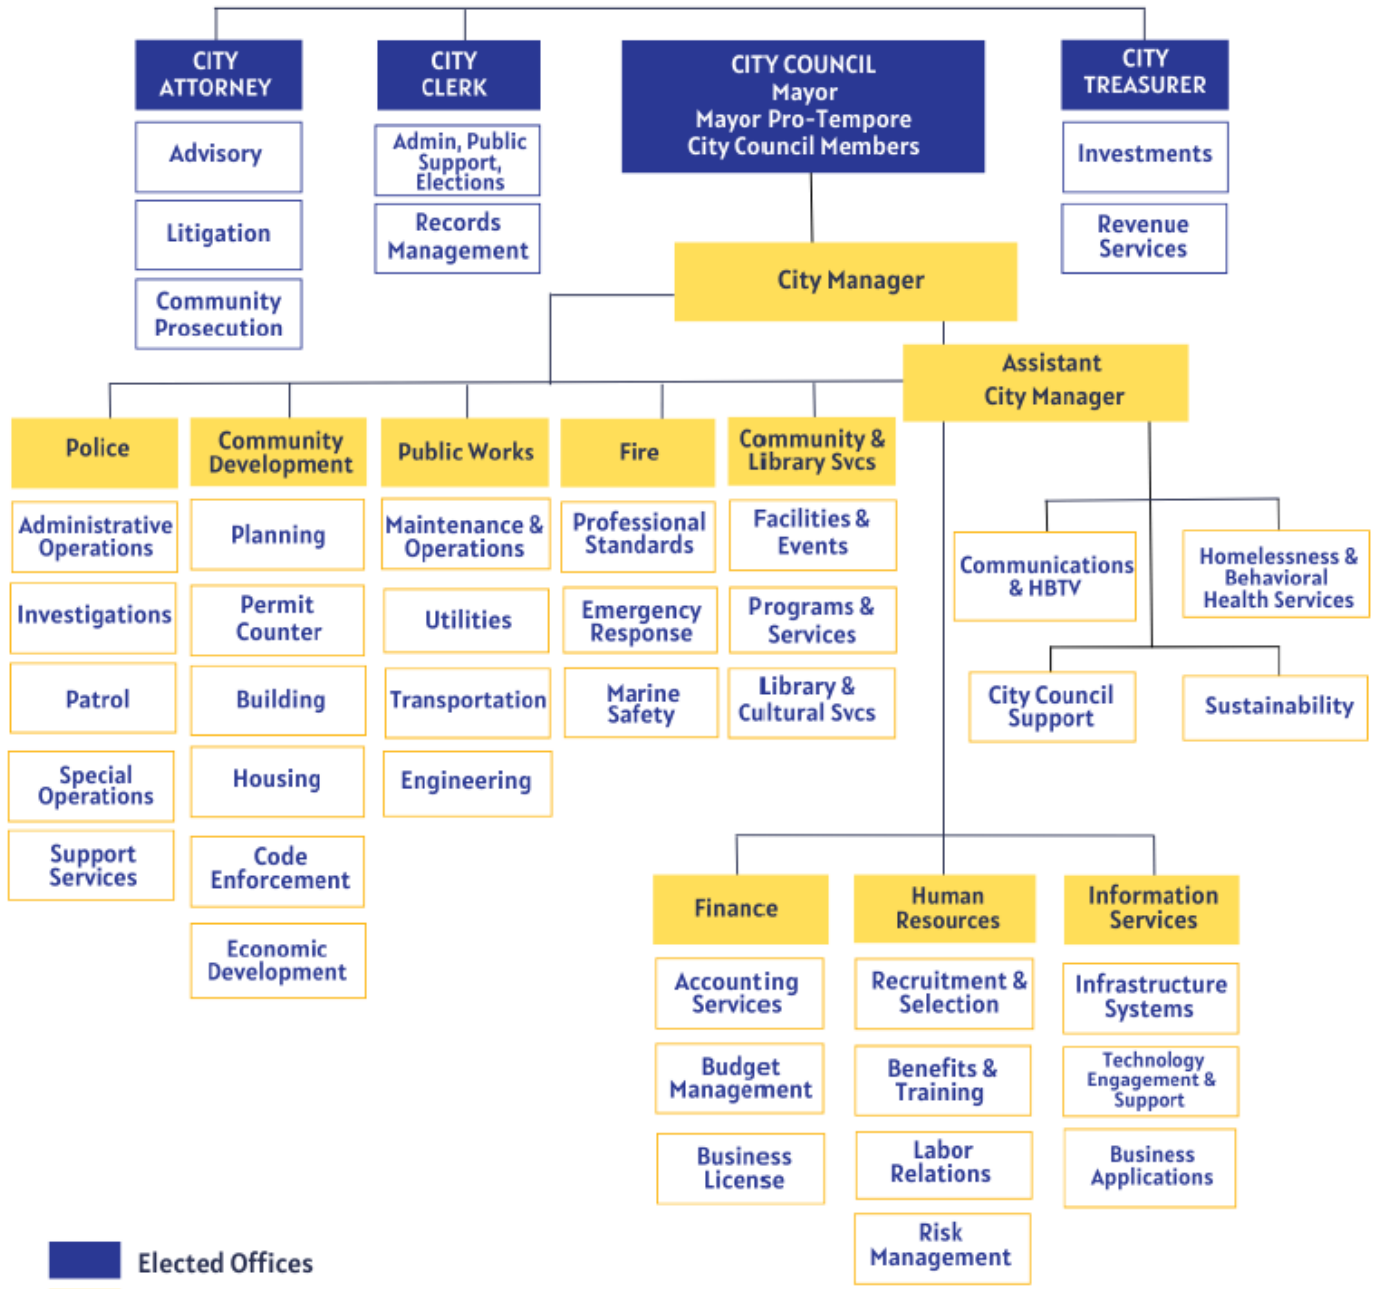 CITY
ATTORNEY
Advisory
Litigation
Community
Prosecution
CITY
CLERK
Admin, Public
Support,
Elections
Records
Management
CITY COUNCIL
Mayor
Mayor Pro-Tempore
City Council Members
CITY
TREASURER
Investments
Revenue
Services
City Manager
Assistant
City Manager
Police
Administrative
Operations
Investigations
Patrol
Special
Operations
Support
Services
Community
Development
Planning
Permit
Counter
Building
Housing
Code
Enforcement
Economic
Development
Public Works
Maintenance &
Operations
Utilities
Transportation
Engineering
Fire
Professional
Standards
Emergency
Response
Marine
Safety
Community &
Library Svcs
Facilities &
Events
Programs &
Services
Library &
Cultural Svcs
Communications
& HBTV
Homelessness &
Behavioral
Health Services
City Council
Support
Sustainability
Finance
Accounting
Services
Budget
Management
Business
License
Human
Resources
Recruitment &
Selection
Benefits &
Training
Labor
Relations
Risk
Management
Information
Services
Infrastructure
Systems
Technology
Engagement &
Support
Business
Applications
Elected Offices